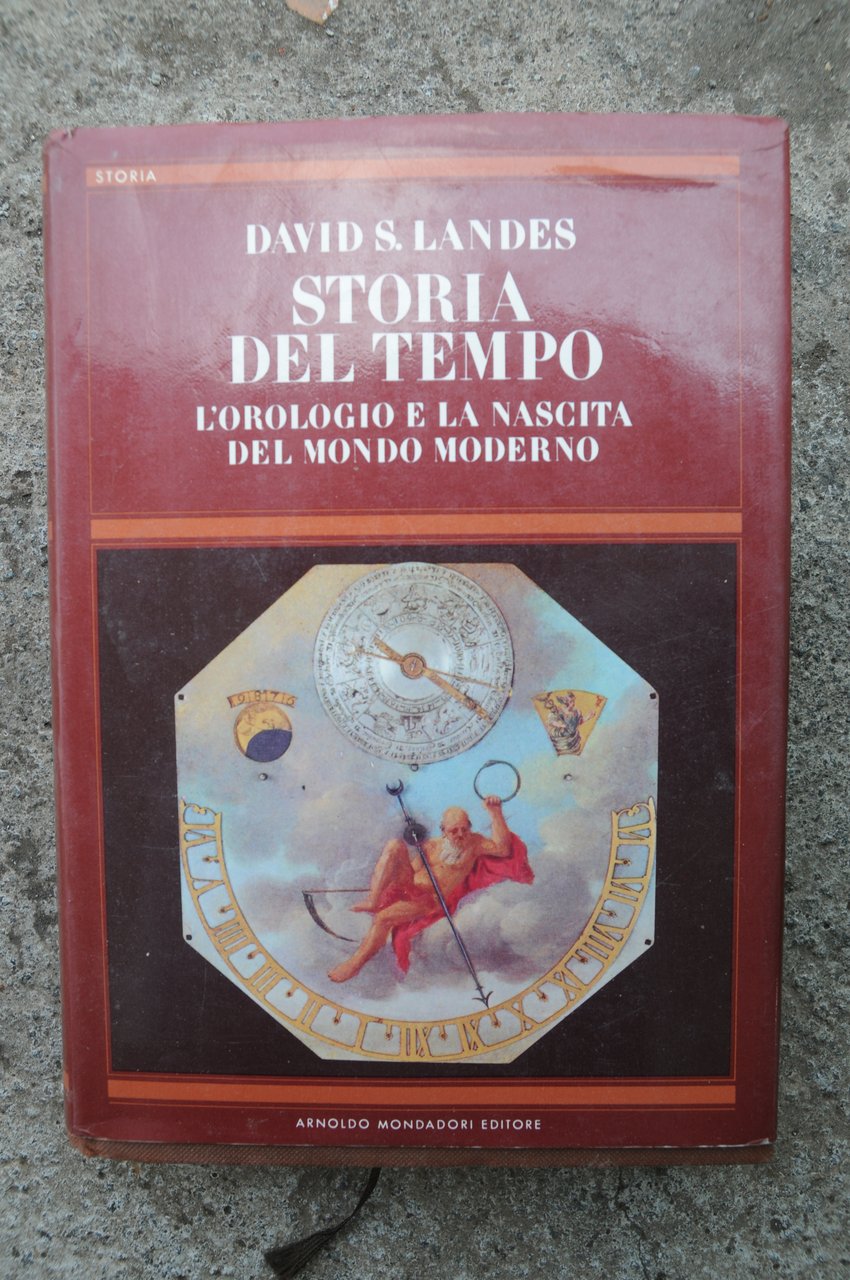 STORIA
DAVID S. LANDES
STORIA
DEL TEMPO
L'OROLOGIO E LA NASCITA
DEL MONDO MODERNO
ARNOLDO MONDADORI EDITORE